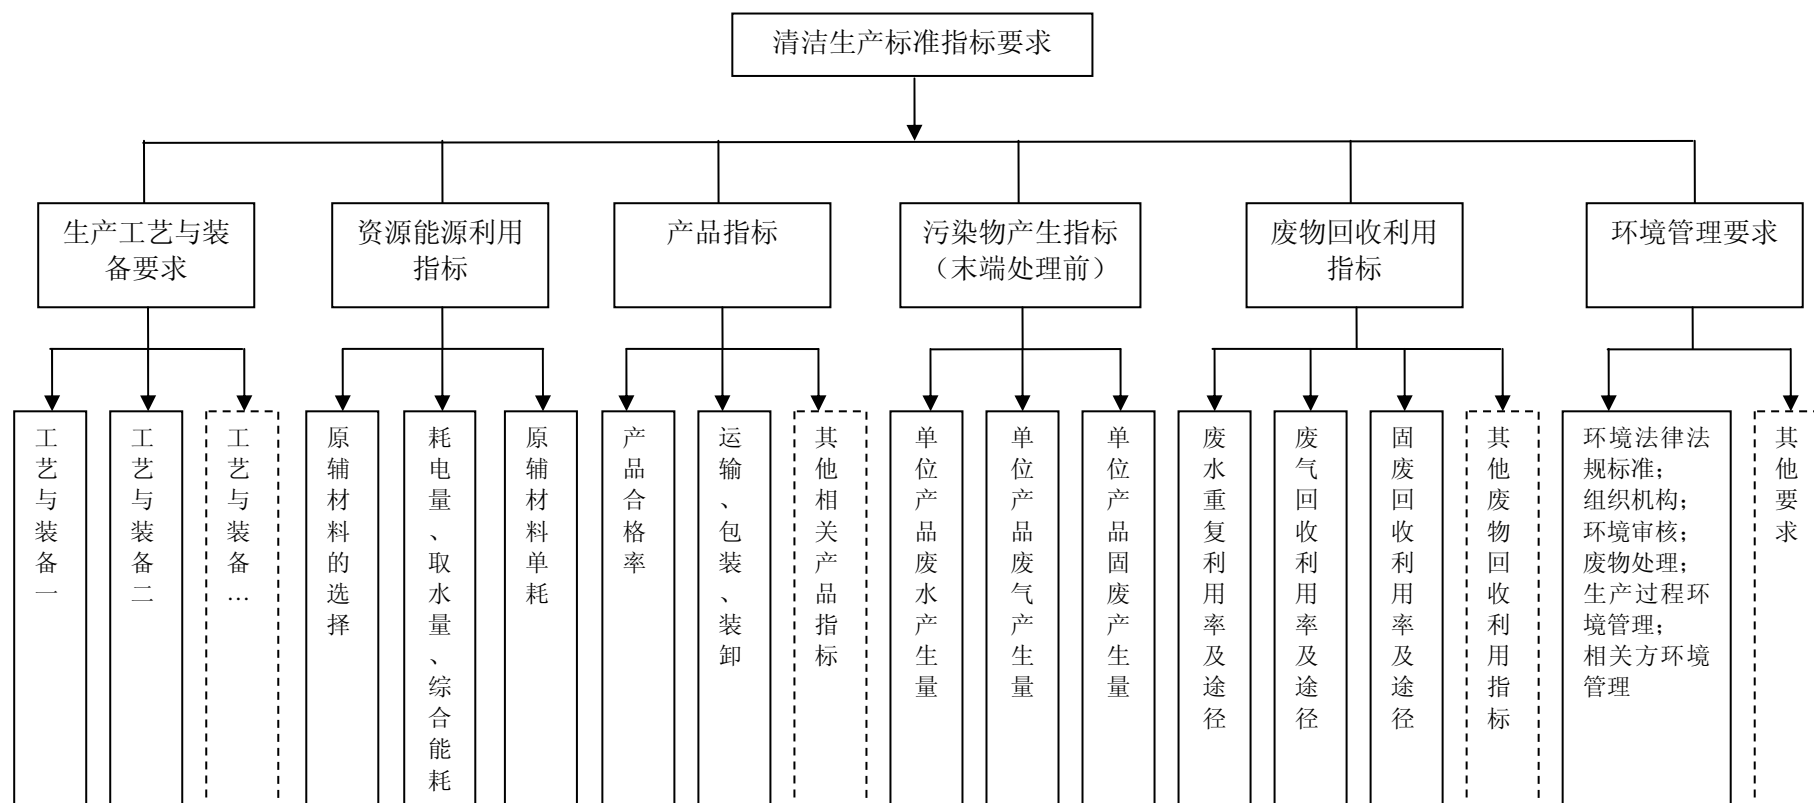 清洁生产标准指标要求
生产工艺与装
备要求
资源能源利用
指标
产品指标
污染物产生指标
（末端处理前）
废物回收利用
指标
环境管理要求
工艺与装备一
工艺与装备二
工艺与装备…
原辅材料的选择
耗电量、取水量、综合能耗
原辅材料单耗
产品合格率
运输、包装、装卸
其他相关产品指标
单位产品废水产生量
单位产品废气产生量
单位产品固废产生量
废水重复利用率及途径
废气回收利用率及途径
固废回收利用率及途径
其他废物回收利用指标
环境法律法
规标准；
组织机构；
环境审核；
废物处理；
生产过程环
境管理；
相关方环境
管理
其他要求